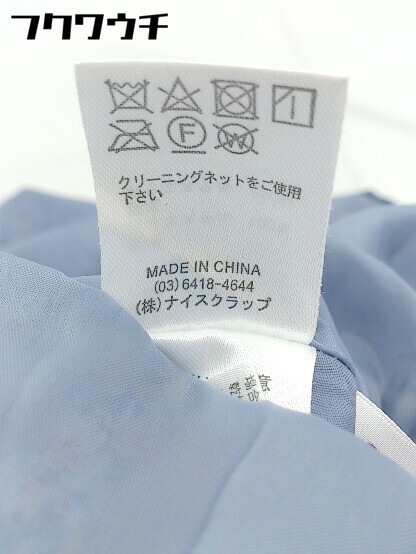 フクワウチ
F
W
クリーニングネットをご使用
下さい
MADE IN CHINA
(03)6418-4644
(株)ナイスクラップ